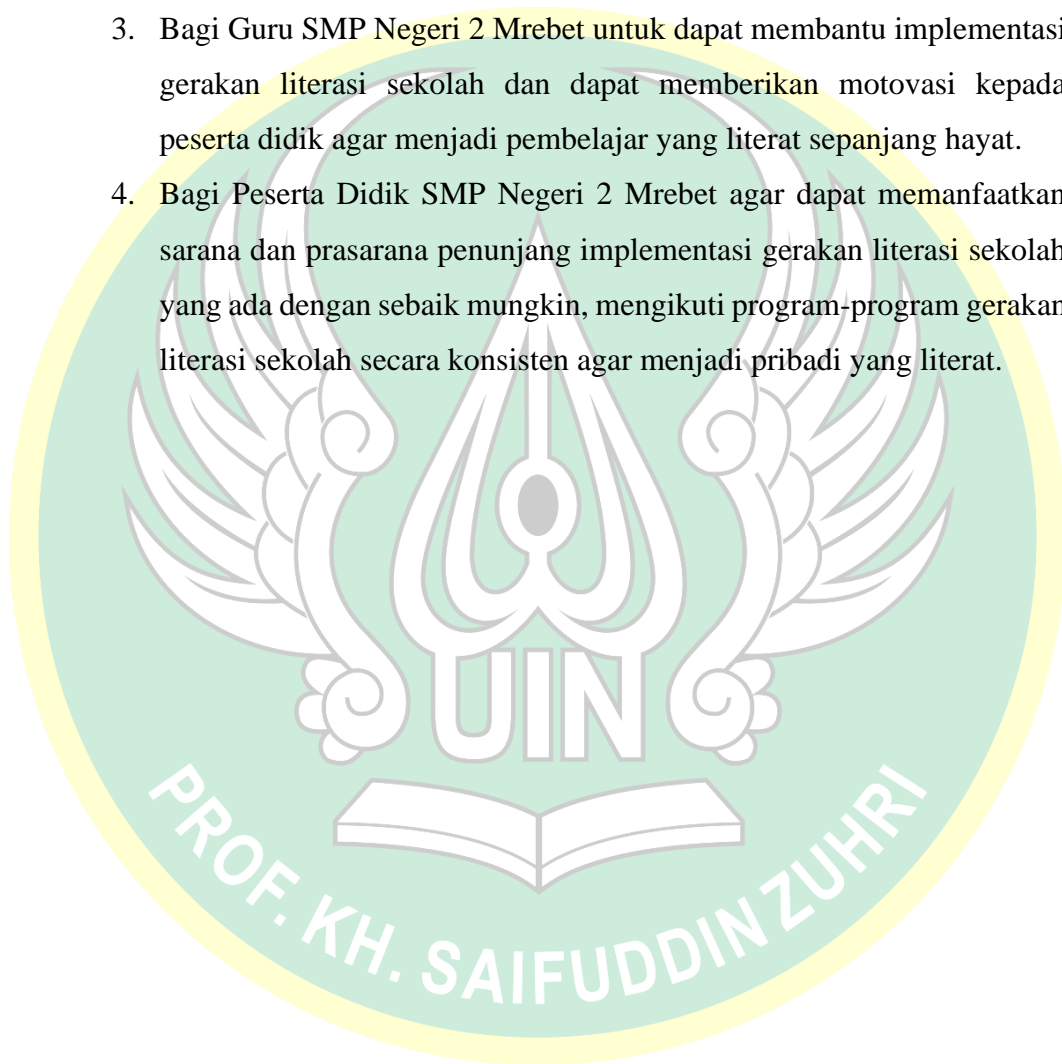 3. Bagi Guru SMP Negeri 2 Mrebet untuk dapat membantu implementasi
gerakan literasi sekolah dan dapat memberikan motovasi kepada
peserta didik agar menjadi pembelajar yang literat sepanjang hayat.
4. Bagi Peserta Didik SMP Negeri 2 Mrebet agar dapat memanfaatkan
sarana dan prasarana penunjang implementasi gerakan literasi sekolah
yang ada dengan sebaik mungkin, mengikuti program-program gerakan
literasi sekolah secara konsisten agar menjadi pribadi yang literat.
UIN
PROF. KH. SAIFUDDIN ZUHRI